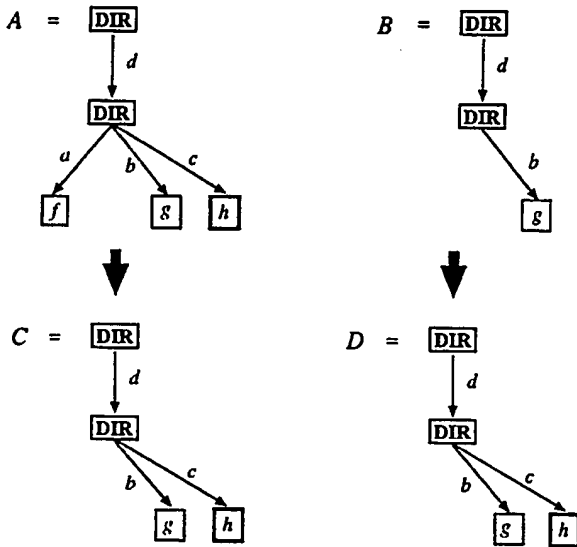 A = DIR B = DIR
d d
DIR DIR
a b c b
f g h g
C = DIR D = DIR
d d
DIR DIR
b c b c
g h g h